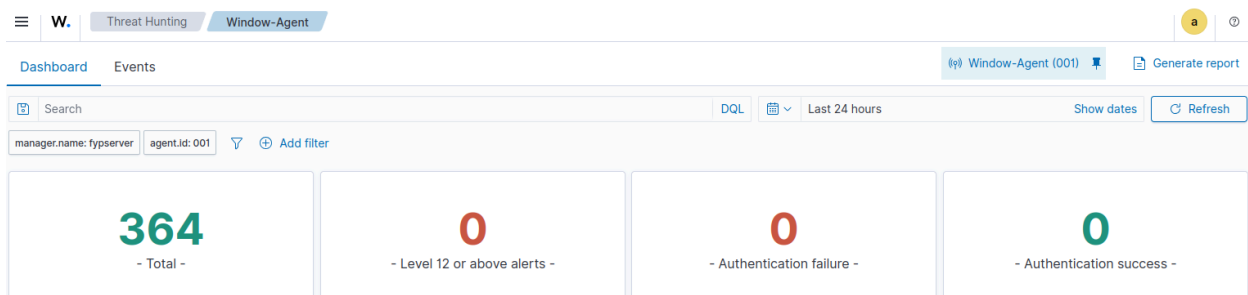 W. Threat Hunting Window-Agent a
Dashboard Events Window-Agent (001) Generate report
Search DQL Last 24 hours Show dates Refresh
manager.name: fypserver agent.id: 001 Add filter
364 0 0 0
- Total - - Level 12 or above alerts - - Authentication failure - - Authentication success -